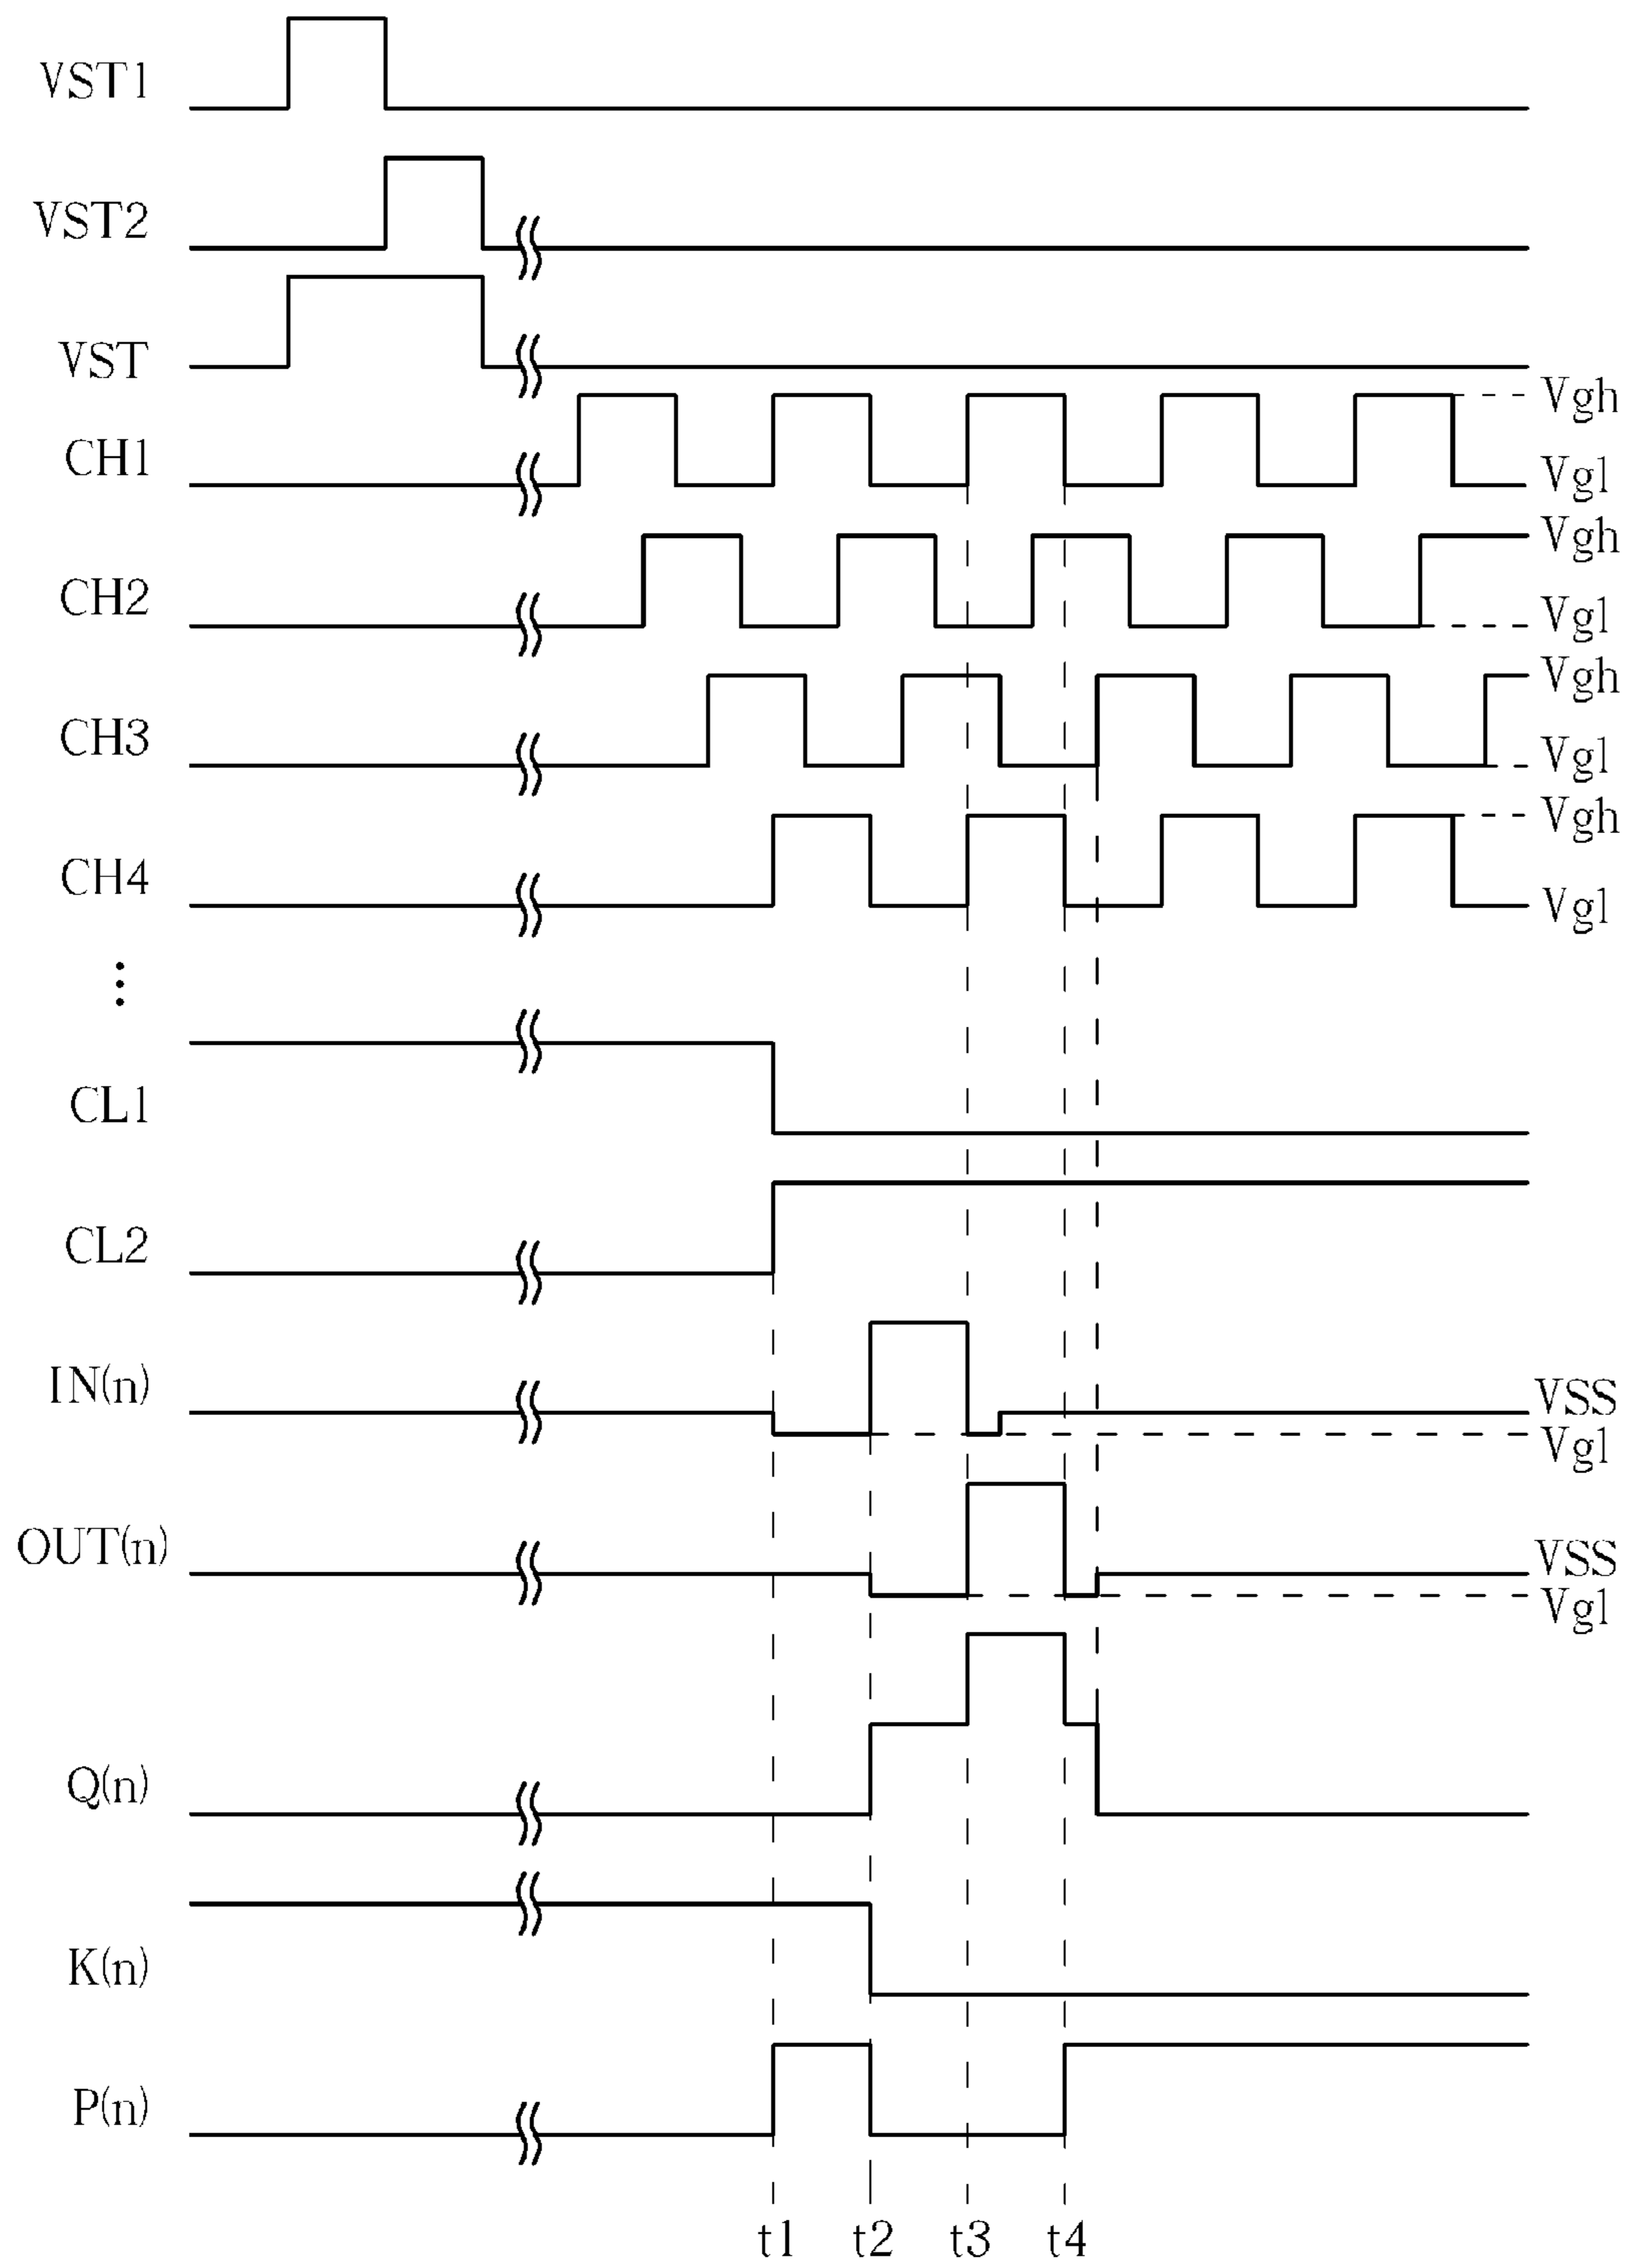 VST1
VST2
VST
CH1
Vgh
Vgl
CH2
Vgh
Vgl
CH3
Vgh
Vgl
CH4
Vgh
Vgl
CL1
CL2
IN(n)
VSS
Vgl
OUT(n)
VSS
Vgl
Q(n)
K(n)
P(n)
t1 t2 t3 t4